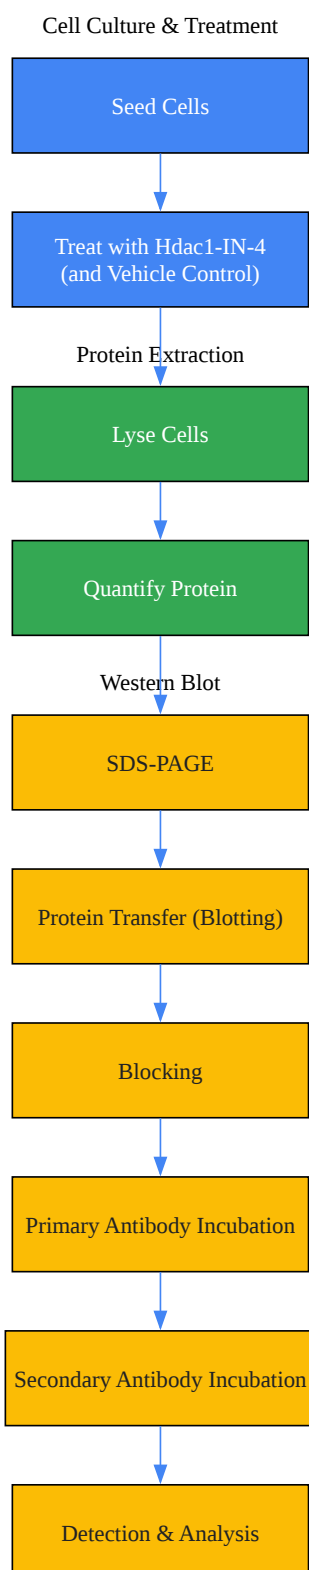 Cell Culture & Treatment
Seed Cells
Treat with Hdac1-IN-4
(and Vehicle Control)
Protein Extraction
Lyse Cells
Quantify Protein
Western Blot
SDS-PAGE
Protein Transfer (Blotting)
Blocking
Primary Antibody Incubation
Secondary Antibody Incubation
Detection & Analysis